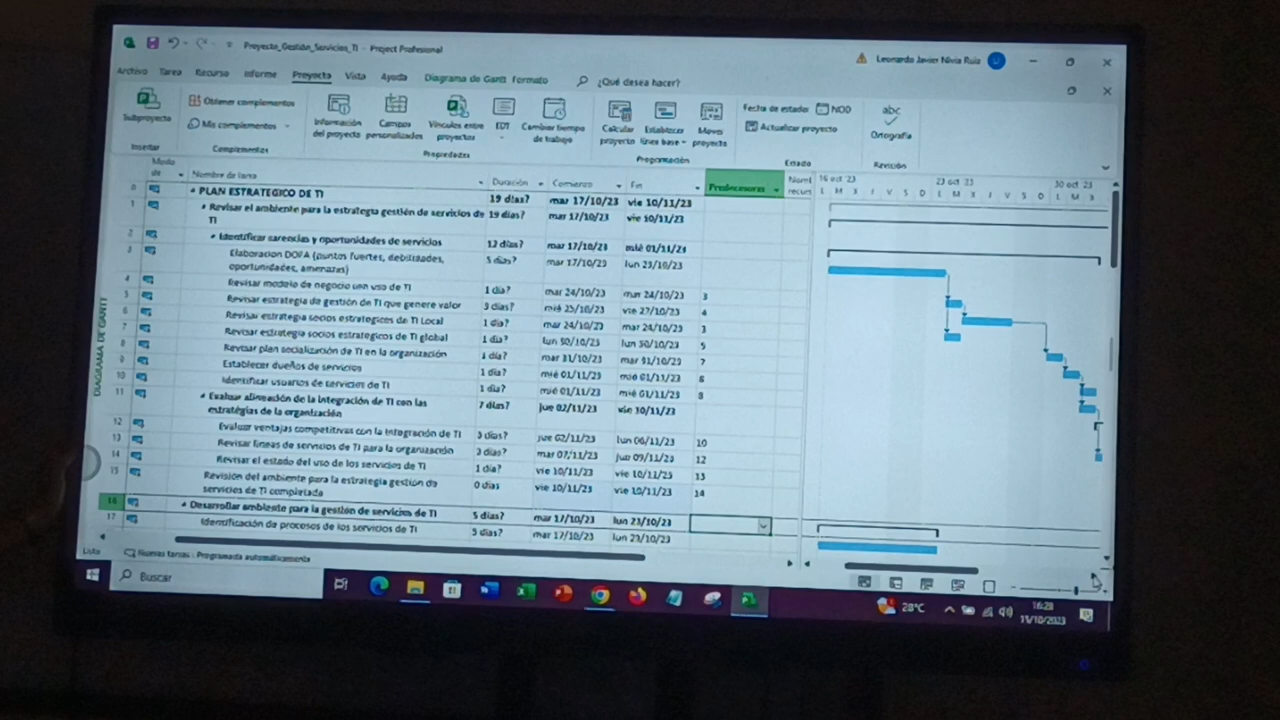 Proyecto_Gestión_Servicios_TI - Project Profesional
Leonardo Javier Nivia Ruiz
Archivo Tarea Recurso Informe Proyecto Vista Ayuda Diagrama de Gantt Formato ¿Qué desea hacer?
Subproyecto
Obtener complementos
Mis complementos
Información del proyecto
Campos personalizados
Vínculos entre proyectos
EDT
Cambiar tiempo de trabajo
Calcular proyecto
Establecer línea base
Mover proyecto
Fecha de estado: NOD
Actualizar proyecto
abc
Ortografía
Insertar Complementos Propiedades Programación Estado Revisión
Modo de Nombre de tarea Duración Comienzo Fin Predecesoras 16 oct '23 23 oct '23 30 oct '23
L M S J V S D L M J V S D L M S
0 PLAN ESTRATEGICO DE TI 19 días? mar 17/10/23 vie 10/11/23
1 Revisar el ambiente para la estrategia gestión de servicios de TI 19 días? mar 17/10/23 vie 10/11/23
2 Identificar carencias y oportunidades de servicios 12 días? mar 17/10/23 mié 01/11/23
3 Elaboracion DOFA (puntos fuertes, debilidades, oportunidades, amenazas) 5 días? mar 17/10/23 lun 23/10/23
4 Revisar modelo de negocio con uso de TI 1 día? mar 24/10/23 mar 24/10/23 3
5 Revisar estrategia de gestión de TI que genere valor 3 días? mié 25/10/23 vie 27/10/23 4
6 Revisar estrategia socios estrategicos de TI Local 1 día? mar 24/10/23 mar 24/10/23 3
7 Revisar estrategia socios estrategicos de TI global 1 día? lun 30/10/23 lun 30/10/23 5
8 Revisar plan socialización de TI en la organización 1 día? mar 31/10/23 mar 31/10/23 7
9 Establecer dueños de servicios 1 día? mié 01/11/23 mié 01/11/23 8
10 Identificar usuarios de servicios de TI 1 día? mié 01/11/23 mié 01/11/23 8
11 Evaluar alineación de la integración de TI con las estratégias de la organización 7 días? jue 02/11/23 vie 10/11/23
12 Evaluar ventajas competitivas con la integración de TI 3 días? jue 02/11/23 lun 06/11/23 10
13 Revisar lineas de servicios de TI para la organización 3 días? mar 07/11/23 jue 09/11/23 12
14 Revisar el estado del uso de los servicios de TI 1 día? vie 10/11/23 vie 10/11/23 13
15 Revisión del ambiente para la estrategia gestión de servicios de TI completada 0 días vie 10/11/23 vie 10/11/23 14
16 Desarrollar ambiente para la gestión de servicios de TI 5 días? mar 17/10/23 lun 23/10/23
17 Identificación de procesos de los servicios de TI 5 días? mar 17/10/23 lun 23/10/23
DIAGRAMA DE GANTT
Listo Nuevas tareas : Programada automáticamente
Buscar
28°C
16:28
15/10/2023